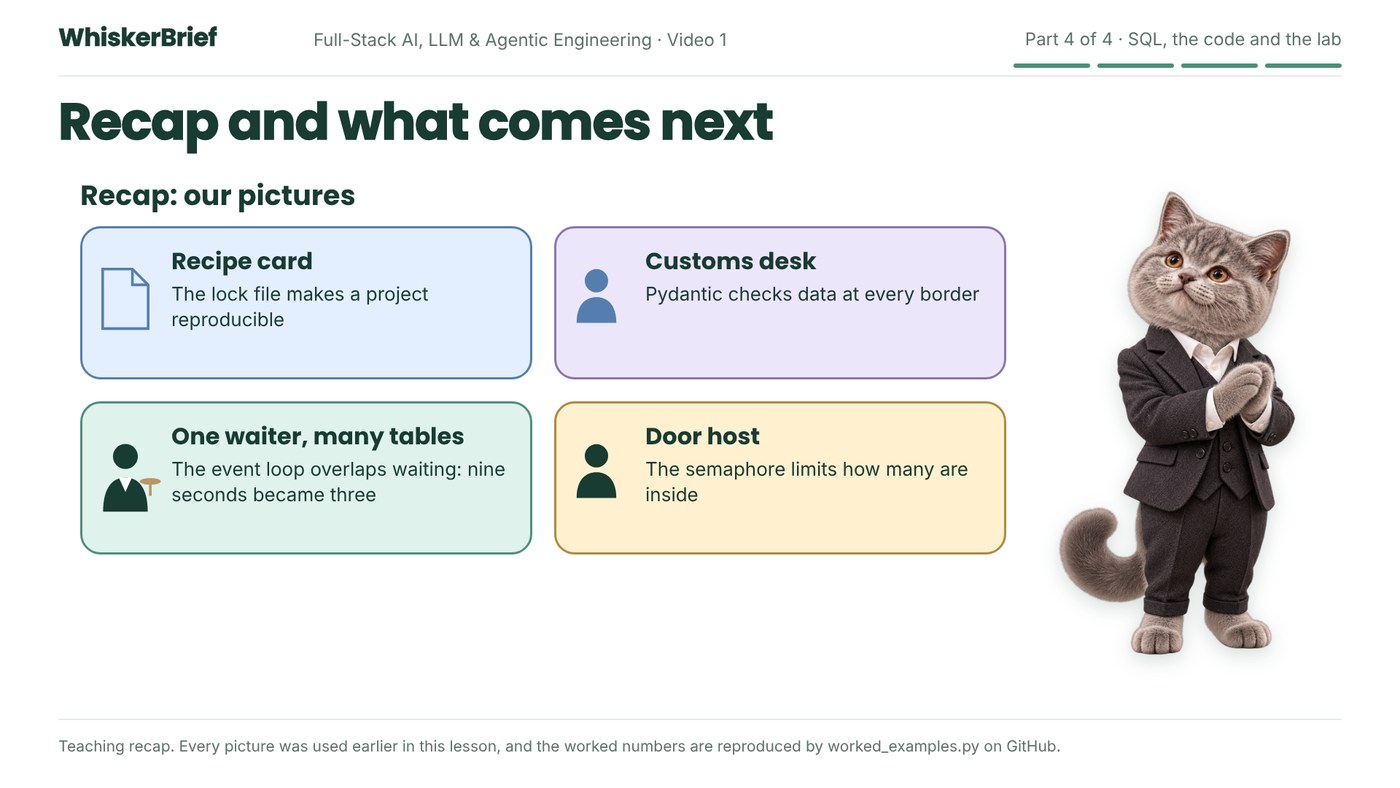 WhiskerBrief
Full-Stack AI, LLM & Agentic Engineering · Video 1
Part 4 of 4 · SQL, the code and the lab
Recap and what comes next
Recap: our pictures
Recipe card
The lock file makes a project
reproducible
Customs desk
Pydantic checks data at every border
One waiter, many tables
The event loop overlaps waiting: nine
seconds became three
Door host
The semaphore limits how many are
inside
Teaching recap. Every picture was used earlier in this lesson, and the worked numbers are reproduced by worked_examples.py on GitHub.